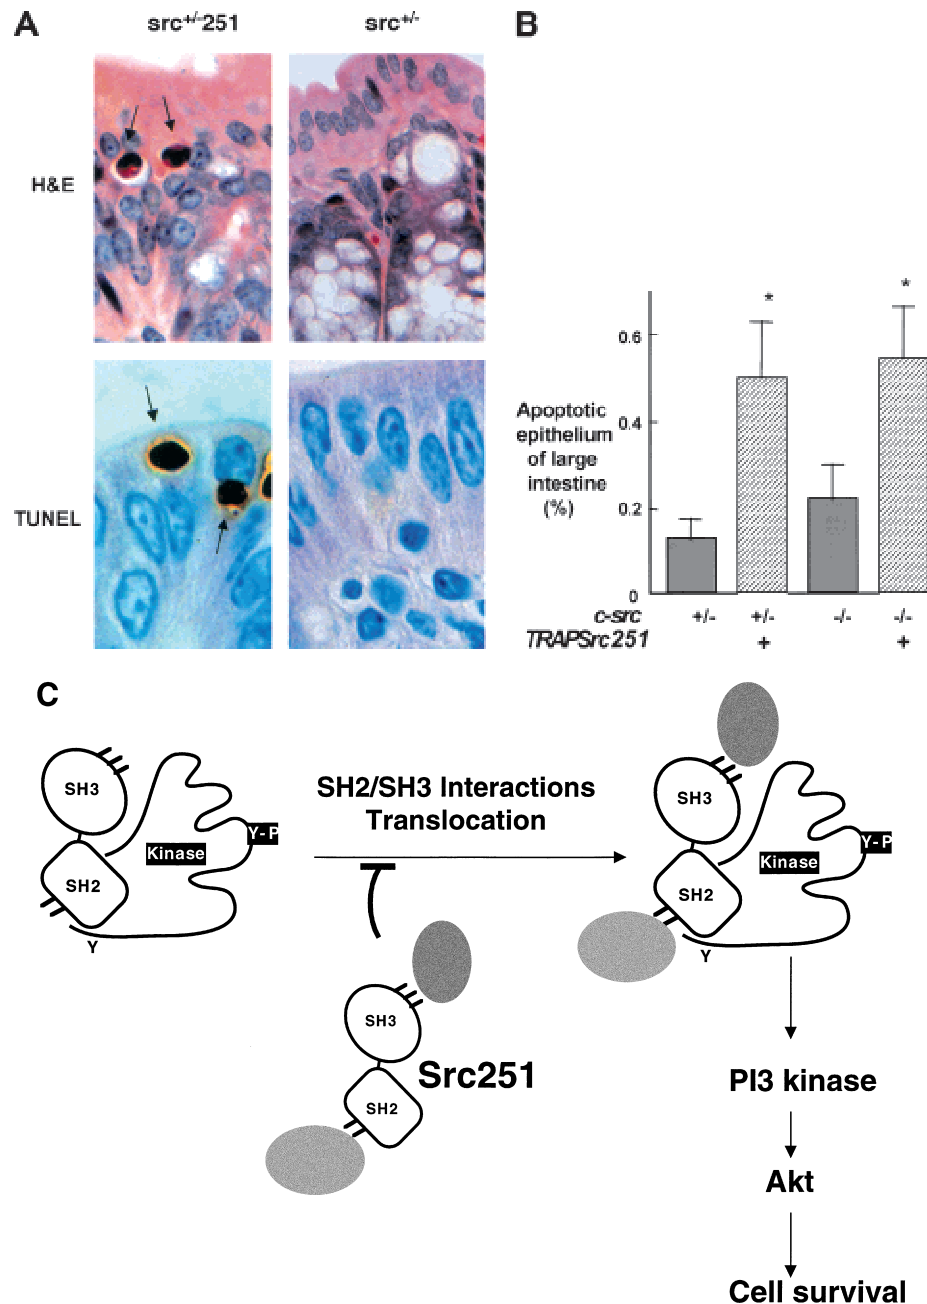 A
src+/-251
src+/-
H&E
TUNEL
B
0.6
0.4
0.2
0
Apoptotic
epithelium
of large
intestine
(%)
*
*
c-src +/- +/- -/- -/-
TRAPSrc251 + +
C
SH3
SH2
Kinase
Y-P
Y
SH2/SH3 Interactions
Translocation
SH3
SH2
Src251
SH3
SH2
Kinase
Y-P
Y
PI3 kinase
Akt
Cell survival